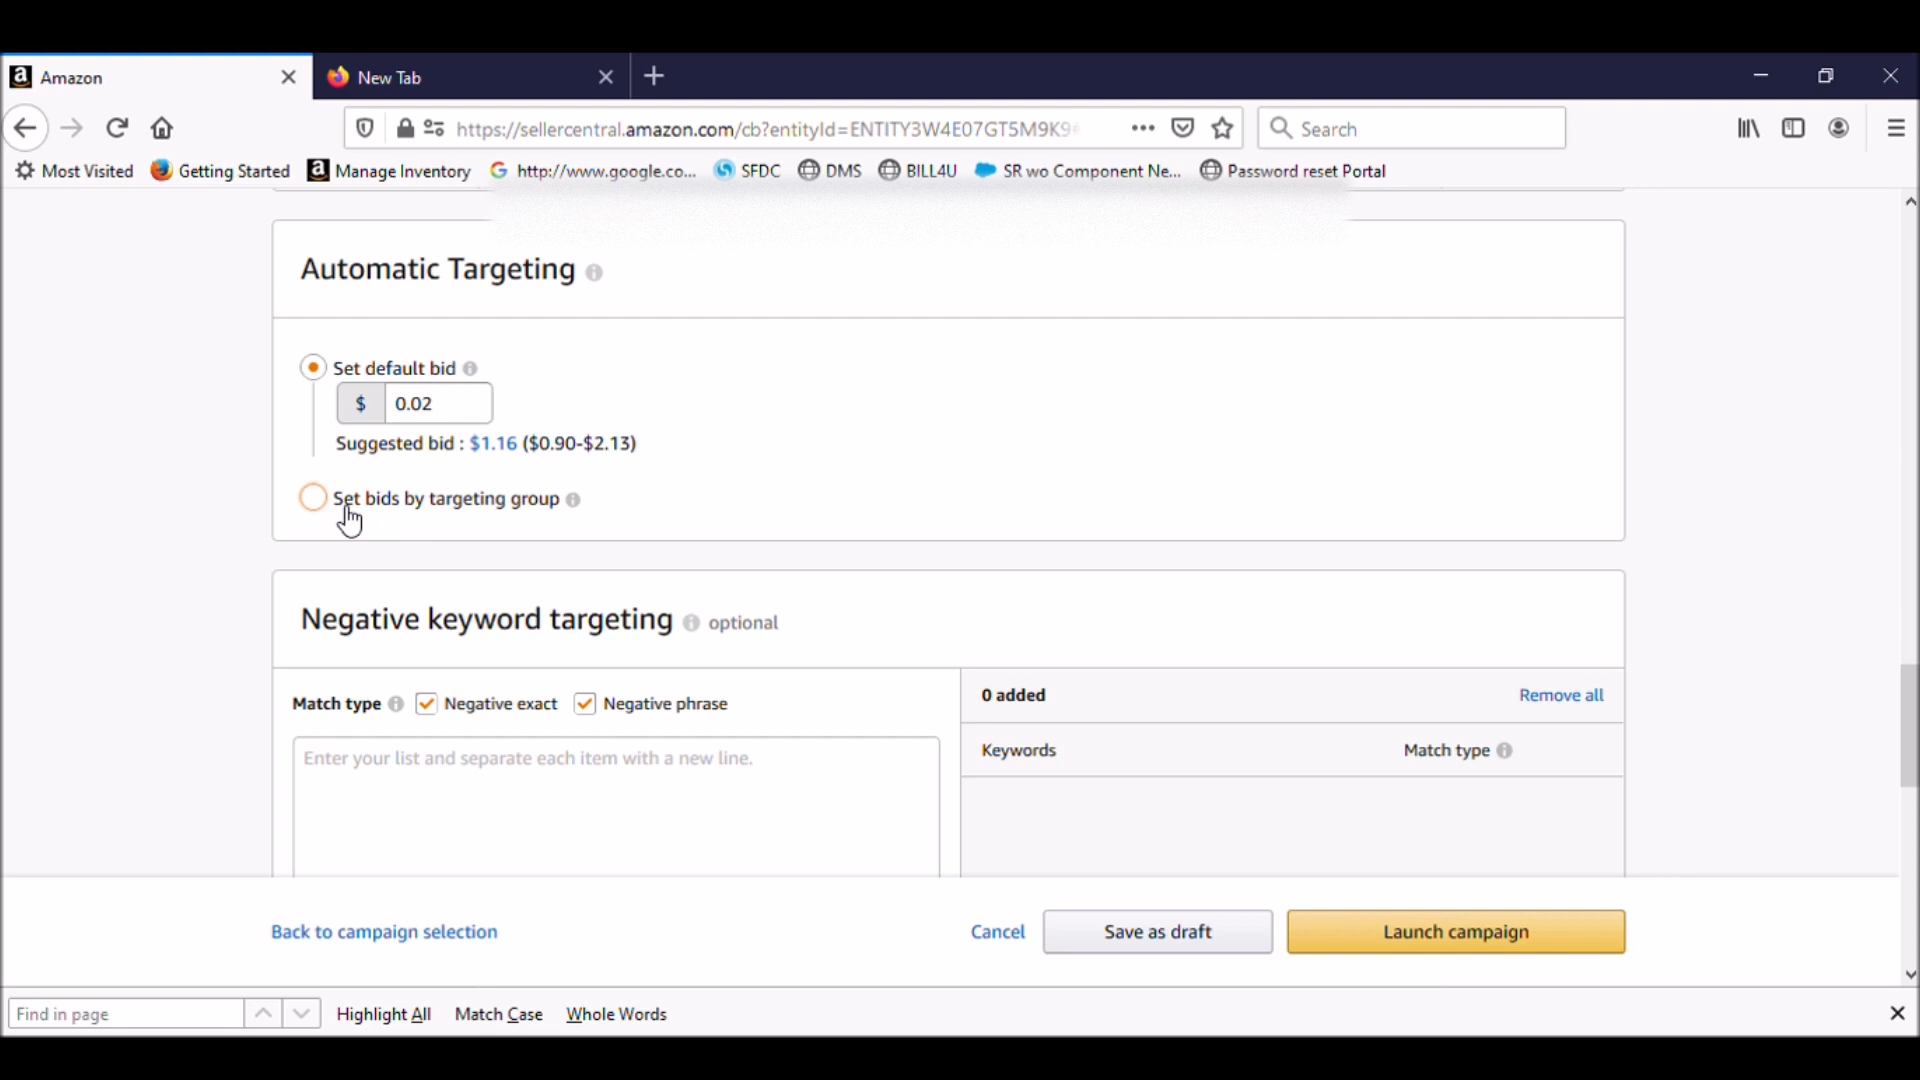 Amazon
New Tab
https://sellercentral.amazon.com/cb?entityId=ENTITY3W4E07GT5M9K9
Search
Most Visited
Getting Started
Manage Inventory
http://www.google.co...
SFDC
DMS
BILL4U
SR wo Component Ne...
Password reset Portal
Automatic Targeting
Set default bid
$ 0.02
Suggested bid : $1.16 ($0.90-$2.13)
Set bids by targeting group
Negative keyword targeting optional
Match type Negative exact Negative phrase
0 added Remove all
Enter your list and separate each item with a new line.
Keywords Match type
Back to campaign selection
Cancel
Save as draft
Launch campaign
Find in page
Highlight All
Match Case
Whole Words